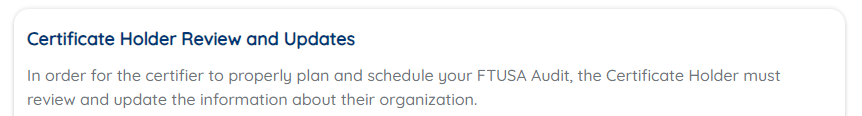 Certificate Holder Review and Updates
In order for the certifier to properly plan and schedule your FTUSA Audit, the Certificate Holder must
review and update the information about their organization.